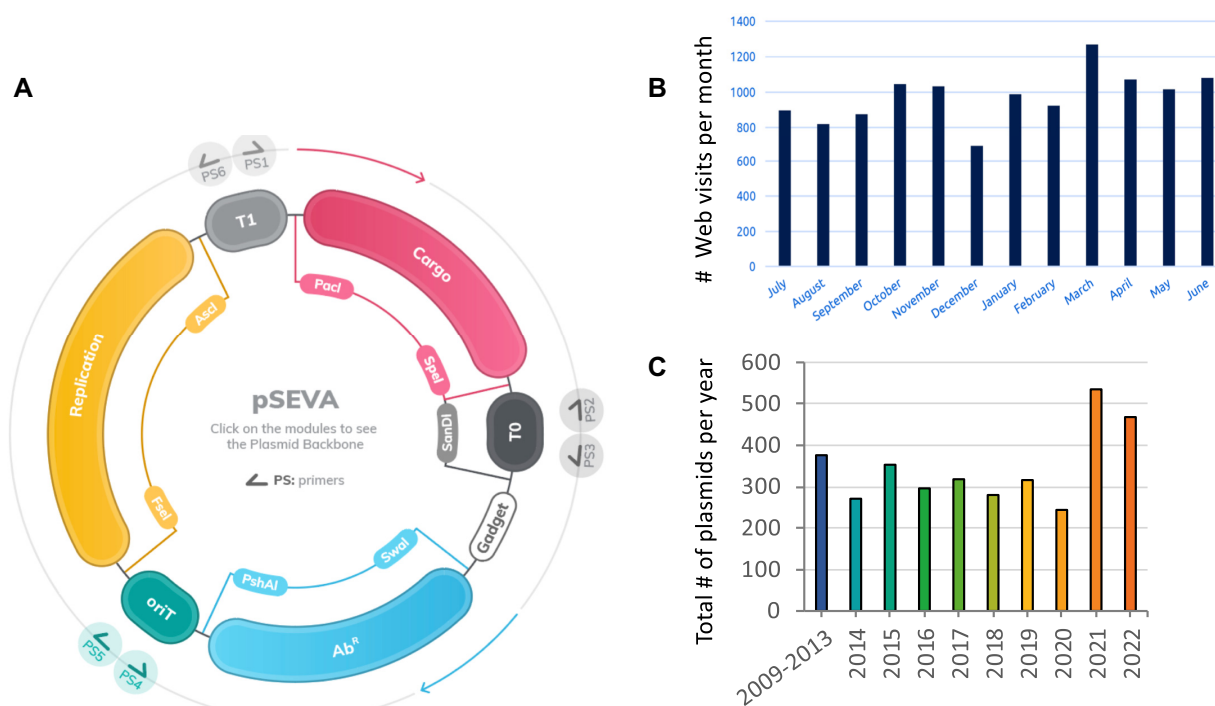 A
PS6
PS1
T1
Cargo
PacI
AscI
SpeI
Replication
pSEVA
Click on the modules to see
the Plasmid Backbone
PS: primers
SanDI
T0
PS2
PS3
FseI
Gadget
SwaI
PshAI
oriT
Ab^R
PS5
PS4
B
# Web visits per month
1400
1200
1000
800
600
400
200
0
July
August
September
October
November
December
January
February
March
April
May
June
C
Total # of plasmids per year
600
500
400
300
200
100
0
2009-2013
2014
2015
2016
2017
2018
2019
2020
2021
2022